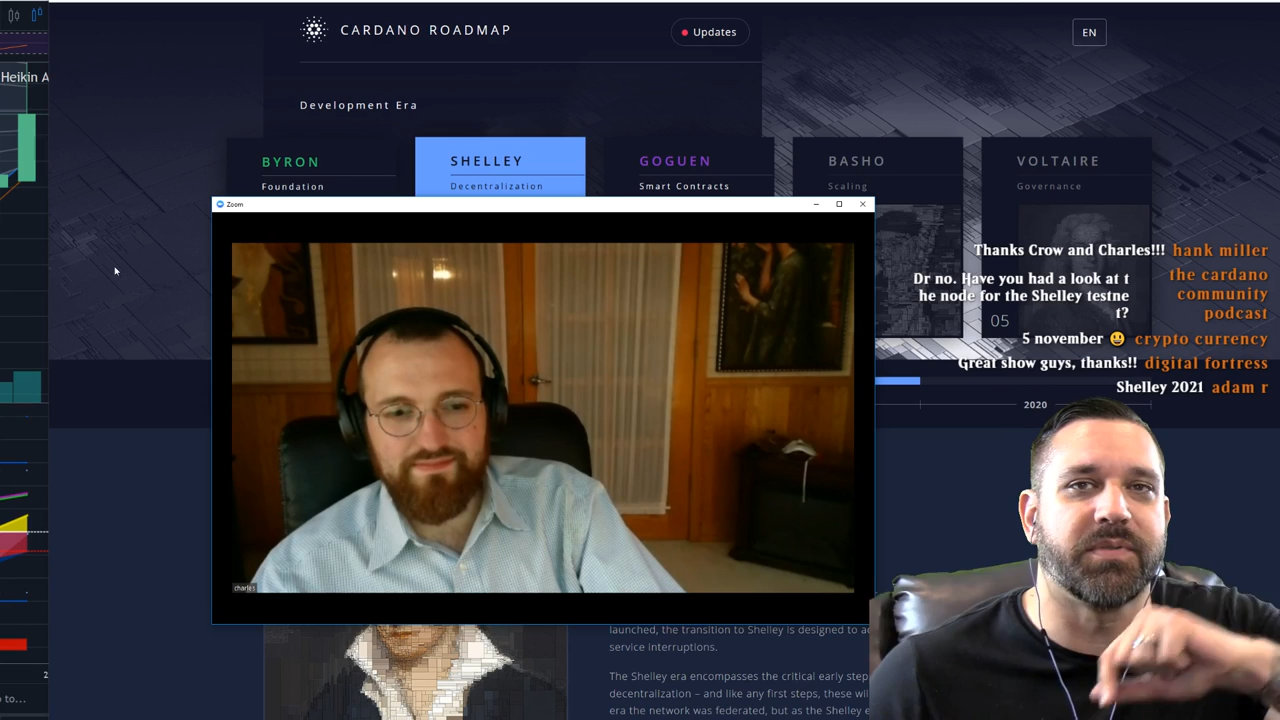 CARDANO ROADMAP
Updates
EN
Heikin A
Development Era
BYRON
Foundation
SHELLEY
Decentralization
GOGUEN
Smart Contracts
BASHO
Scaling
VOLTAIRE
Governance
Zoom
Thanks Crow and Charles!!! hank miller
Dr no. Have you had a look at t
he node for the Shelley testne
t?
the cardano
community
podcast
05
5 november 😃 crypto currency
Great show guys, thanks!! digital fortress
Shelley 2021 adam r
2020
charles
launched, the transition to Shelley is designed to
service interruptions.
The Shelley era encompasses the critical early step
decentralization – and like any first steps, these
era the network was federated, but as the Shelley
2
to...